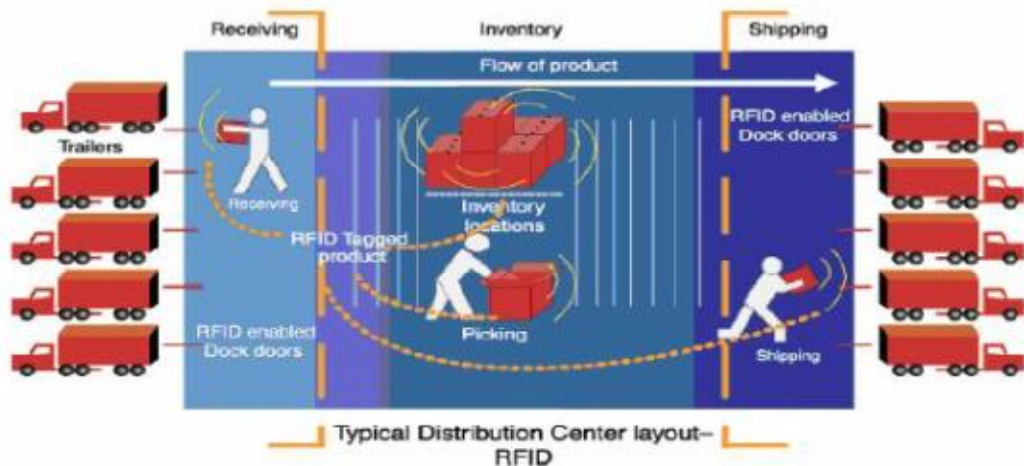 Receiving
Inventory
Shipping
Flow of product
RFID enabled
Dock doors
Trailers
Receiving
Inventory
locations
RFID Tagged
product
RFID enabled
Dock doors
Picking
Shipping
Typical Distribution Center layout–
RFID